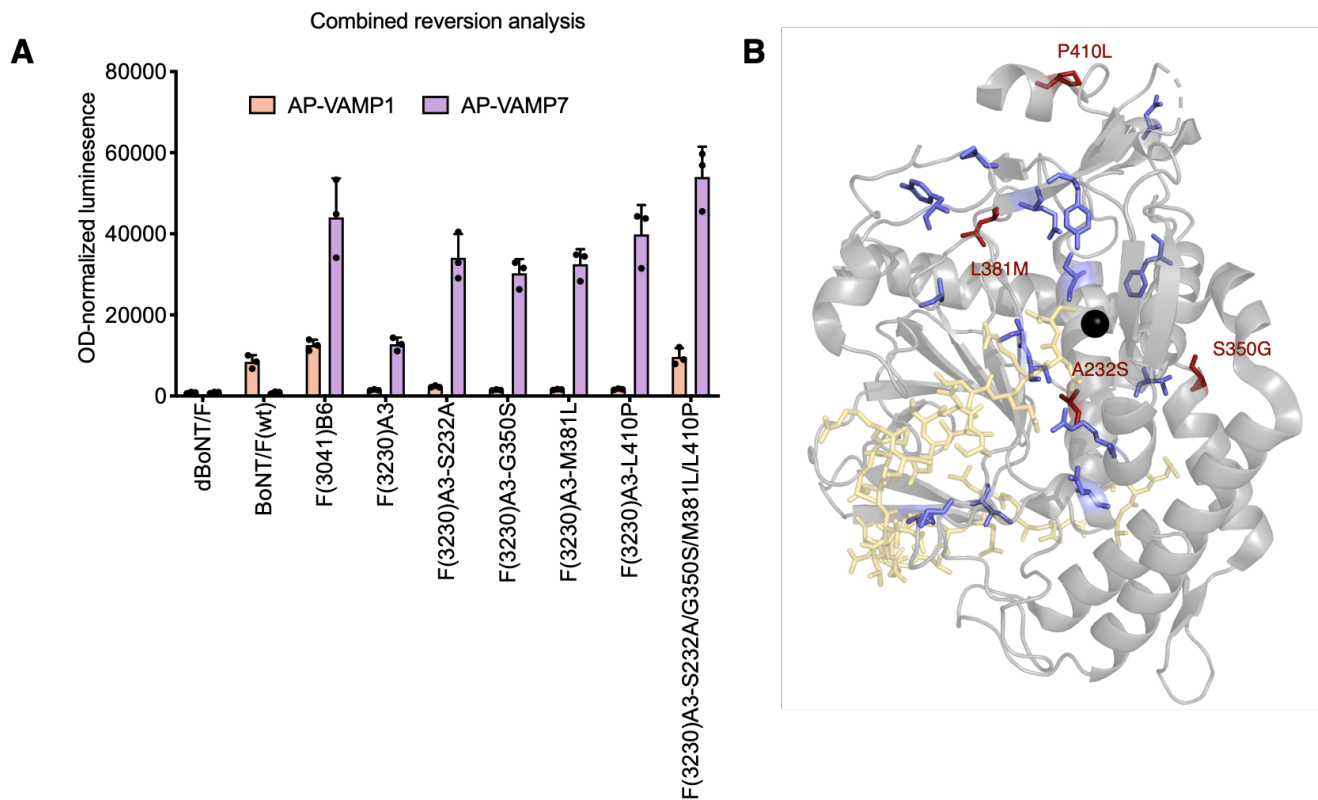 Combined reversion analysis
A
B
OD-normalized luminesence
80000
60000
40000
20000
0
AP-VAMP1
AP-VAMP7
dBoNT/F
BoNT/F(wt)
F(3041)B6
F(3230)A3
F(3230)A3-S232A
F(3230)A3-G350S
F(3230)A3-M381L
F(3230)A3-L410P
F(3230)A3-S232A/G350S/M381L/L410P
P410L
L381M
S350G
A232S